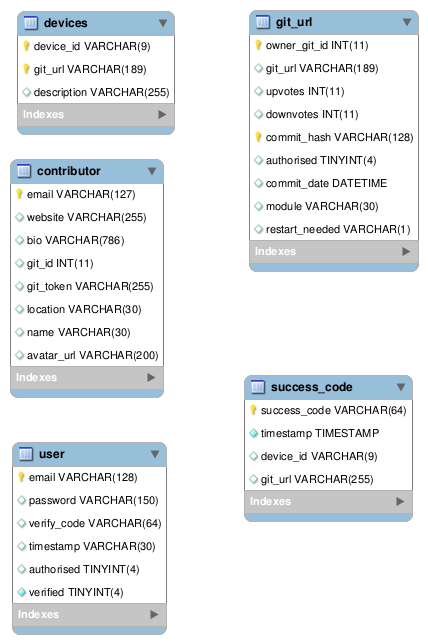 devices
device_id VARCHAR(9)
git_url VARCHAR(189)
description VARCHAR(255)
Indexes
git_url
owner_git_id INT(11)
git_url VARCHAR(189)
upvotes INT(11)
downvotes INT(11)
commit_hash VARCHAR(128)
authorised TINYINT(4)
commit_date DATETIME
module VARCHAR(30)
restart_needed VARCHAR(1)
Indexes
contributor
email VARCHAR(127)
website VARCHAR(255)
bio VARCHAR(786)
git_id INT(11)
git_token VARCHAR(255)
location VARCHAR(30)
name VARCHAR(30)
avatar_url VARCHAR(200)
Indexes
success_code
success_code VARCHAR(64)
timestamp TIMESTAMP
device_id VARCHAR(9)
git_url VARCHAR(255)
Indexes
user
email VARCHAR(128)
password VARCHAR(150)
verify_code VARCHAR(64)
timestamp VARCHAR(30)
authorised TINYINT(4)
verified TINYINT(4)
Indexes